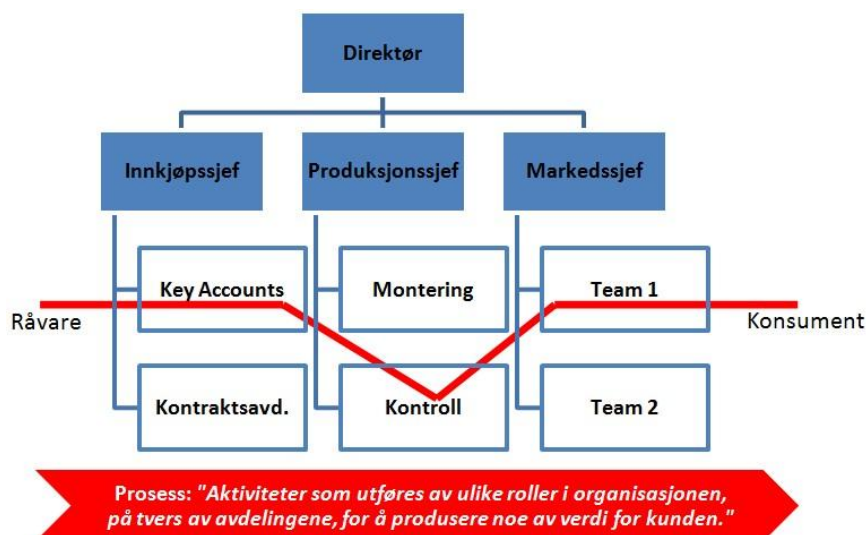 Direktør
Innkjøpssjef
Produksjonssjef
Markedssjef
Key Accounts
Montering
Team 1
Råvare
Konsument
Kontraktsavd.
Kontroll
Team 2
Prosess: "Aktiviteter som utføres av ulike roller i organisasjonen,
på tvers av avdelingene, for å produsere noe av verdi for kunden."